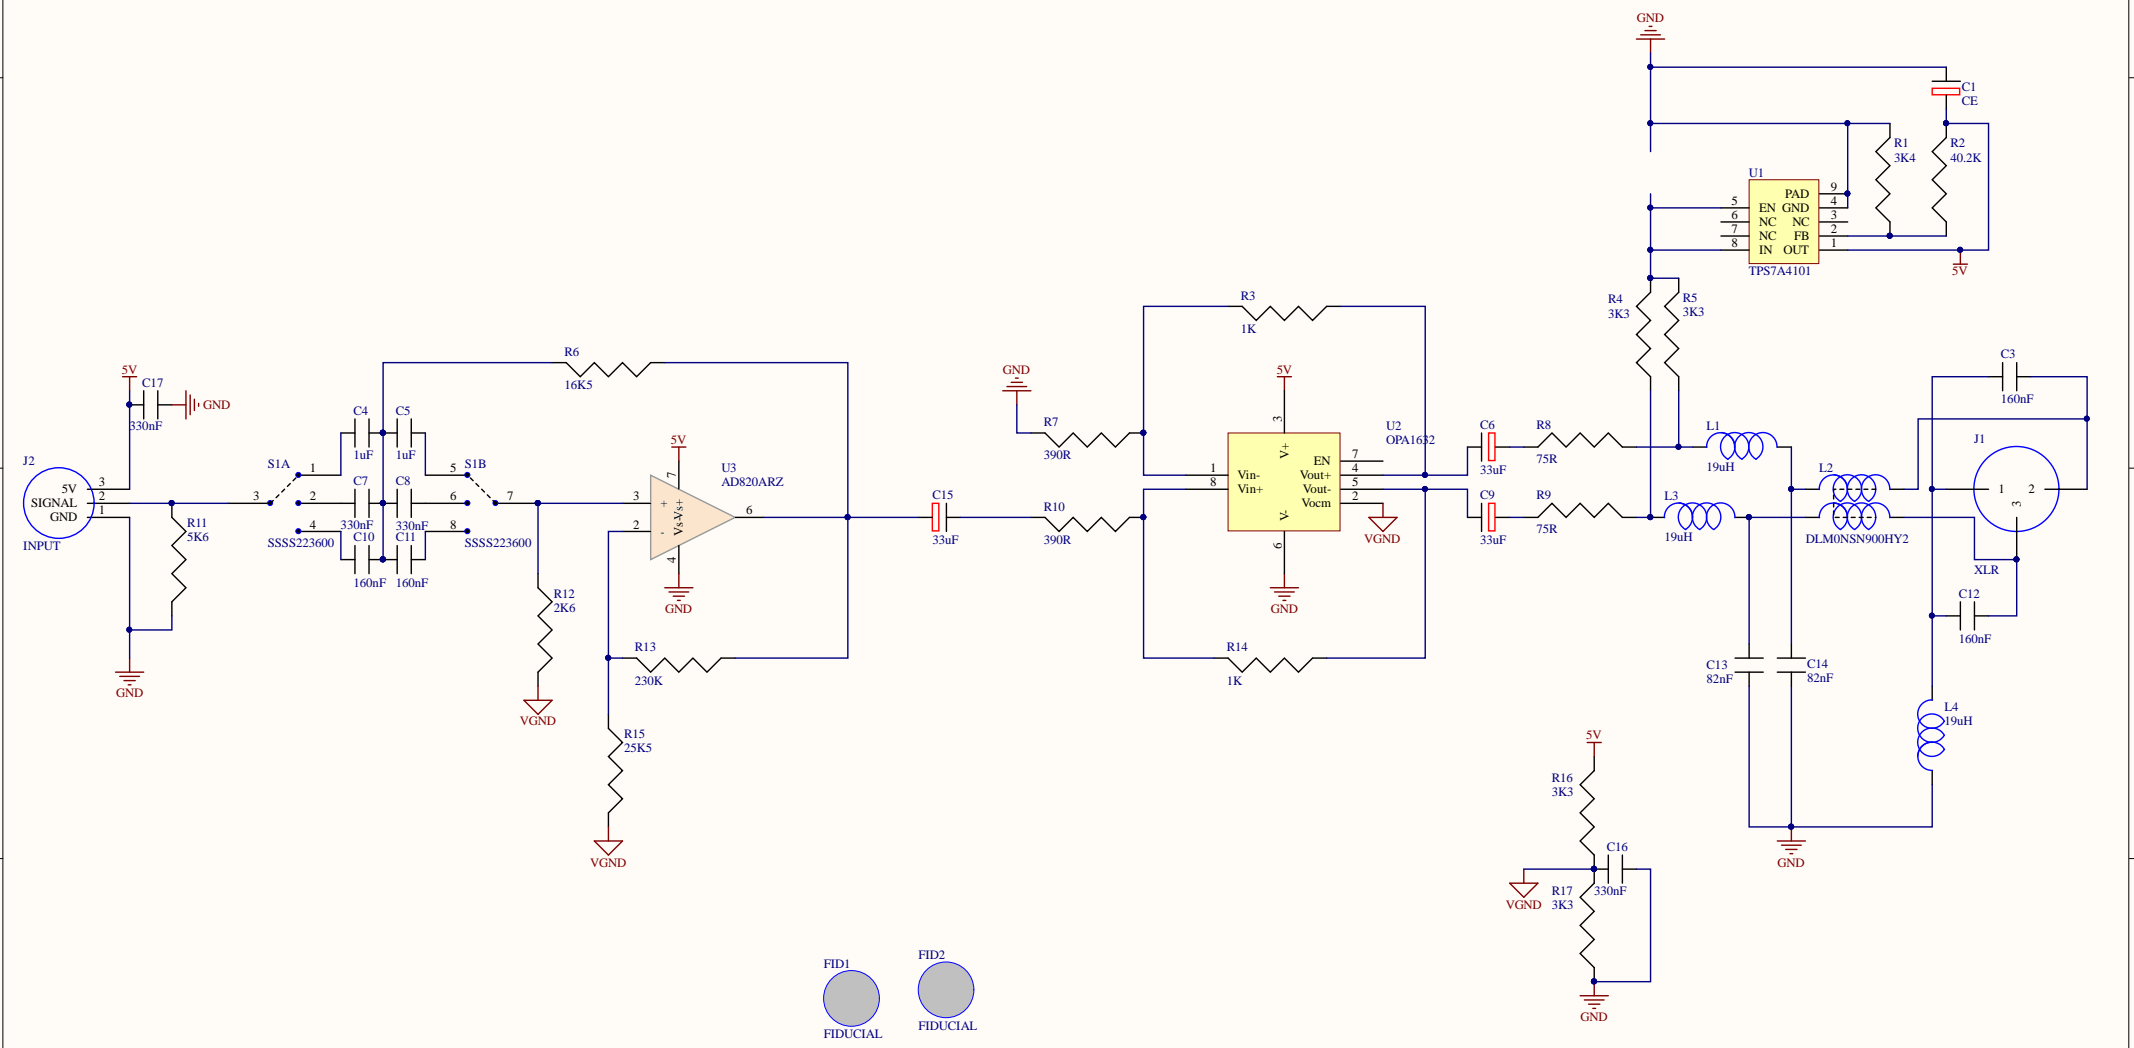 GND
C1
CE
R1
3K4
R2
40.2K
U1
PAD 9
5 EN GND 4
6 NC NC 3
7 NC FB 2
8 IN OUT 1
TPS7A4101
5V
R4
3K3
R5
3K3
R3
1K
R6
16K5
5V
C17
330nF
GND
J2
5V 3
SIGNAL 2
GND 1
INPUT
R11
5K6
GND
S1A
3
1
2
4
SSSS223600
C4
1uF
C5
1uF
C7
330nF
C8
330nF
C10
160nF
C11
160nF
S1B
5
6
8
7
SSSS223600
R12
2K6
VGND
5V
U3
AD820ARZ
7
3 +
2 -
Vs+
Vs-
6
4
GND
R13
230K
R15
25K5
VGND
C15
33uF
GND
R7
390R
R10
390R
5V
3
U2
OPA1632
V+
EN 7
1 Vin- Vout+ 4
8 Vin+ Vout- 5
Vocm 2
V-
6
GND
VGND
R14
1K
C6
33uF
R8
75R
C9
33uF
R9
75R
L1
19uH
L3
19uH
L2
DLM0NSN900HY2
C3
160nF
J1
1 2
3
XLR
C12
160nF
C13
82nF
C14
82nF
L4
19uH
GND
5V
R16
3K3
C16
330nF
VGND
R17
3K3
GND
FID1
FIDUCIAL
FID2
FIDUCIAL